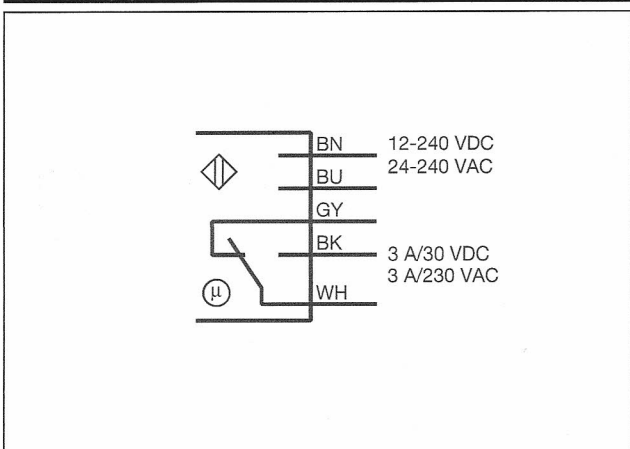 BN
12-240 VDC
BU
24-240 VAC
GY
BK
3 A/30 VDC
3 A/230 VAC
µ
WH